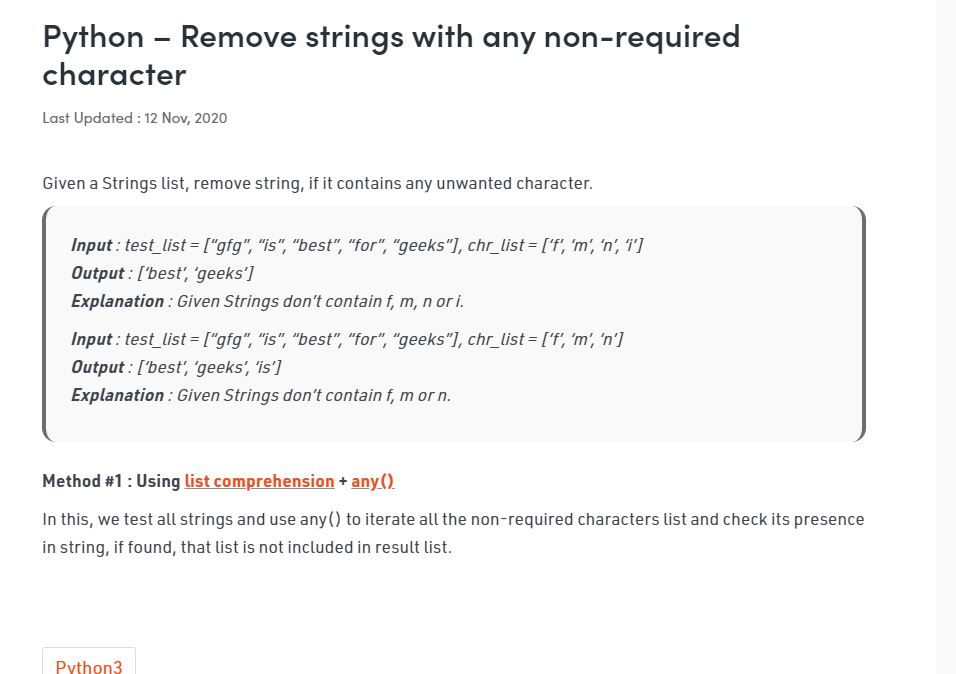 Python – Remove strings with any non-required
character
Last Updated : 12 Nov, 2020
Given a Strings list, remove string, if it contains any unwanted character.
Input : test_list = [“gfg”, “is”, “best”, “for”, “geeks”], chr_list = [‘f’, ‘m’, ‘n’, ‘i’]
Output : [‘best’, ‘geeks’]
Explanation : Given Strings don’t contain f, m, n or i.
Input : test_list = [“gfg”, “is”, “best”, “for”, “geeks”], chr_list = [‘f’, ‘m’, ‘n’]
Output : [‘best’, ‘geeks’, ‘is’]
Explanation : Given Strings don’t contain f, m or n.
Method #1 : Using list comprehension + any()
In this, we test all strings and use any() to iterate all the non-required characters list and check its presence
in string, if found, that list is not included in result list.
Python3